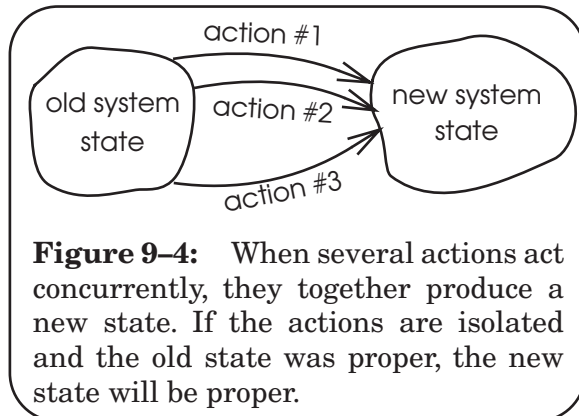 action #1
old system
state
action #2
new system
state
action #3
Figure 9–4: When several actions act
concurrently, they together produce a
new state. If the actions are isolated
and the old state was proper, the new
state will be proper.